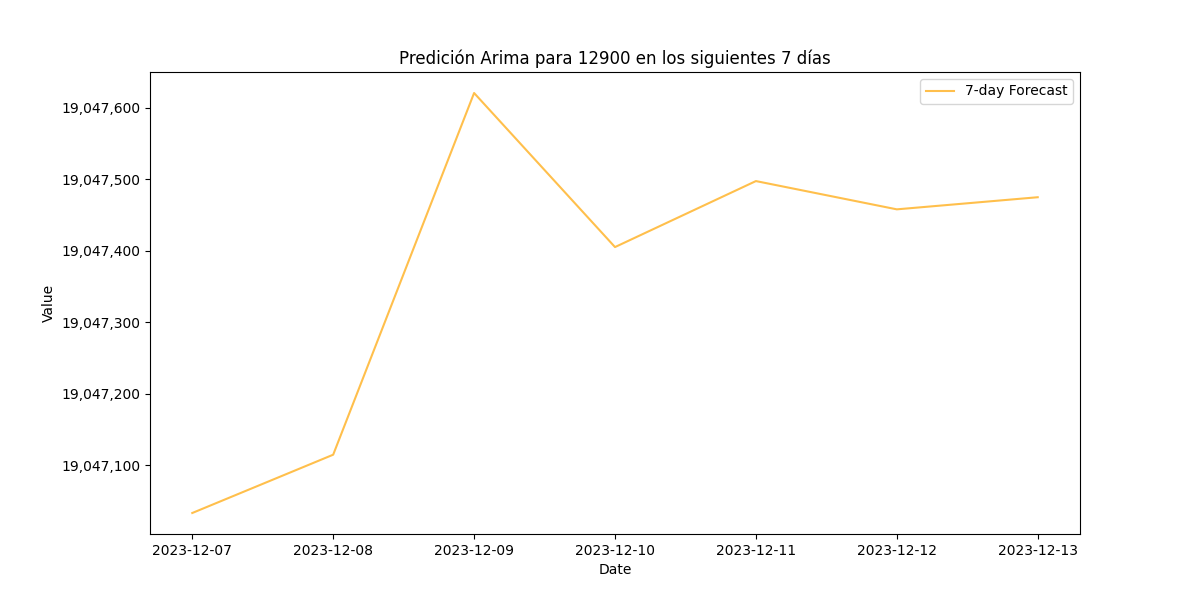 Predición Arima para 12900 en los siguientes 7 días
7-day Forecast
19,047,600
19,047,500
19,047,400
19,047,300
19,047,200
19,047,100
Value
2023-12-07 2023-12-08 2023-12-09 2023-12-10 2023-12-11 2023-12-12 2023-12-13
Date